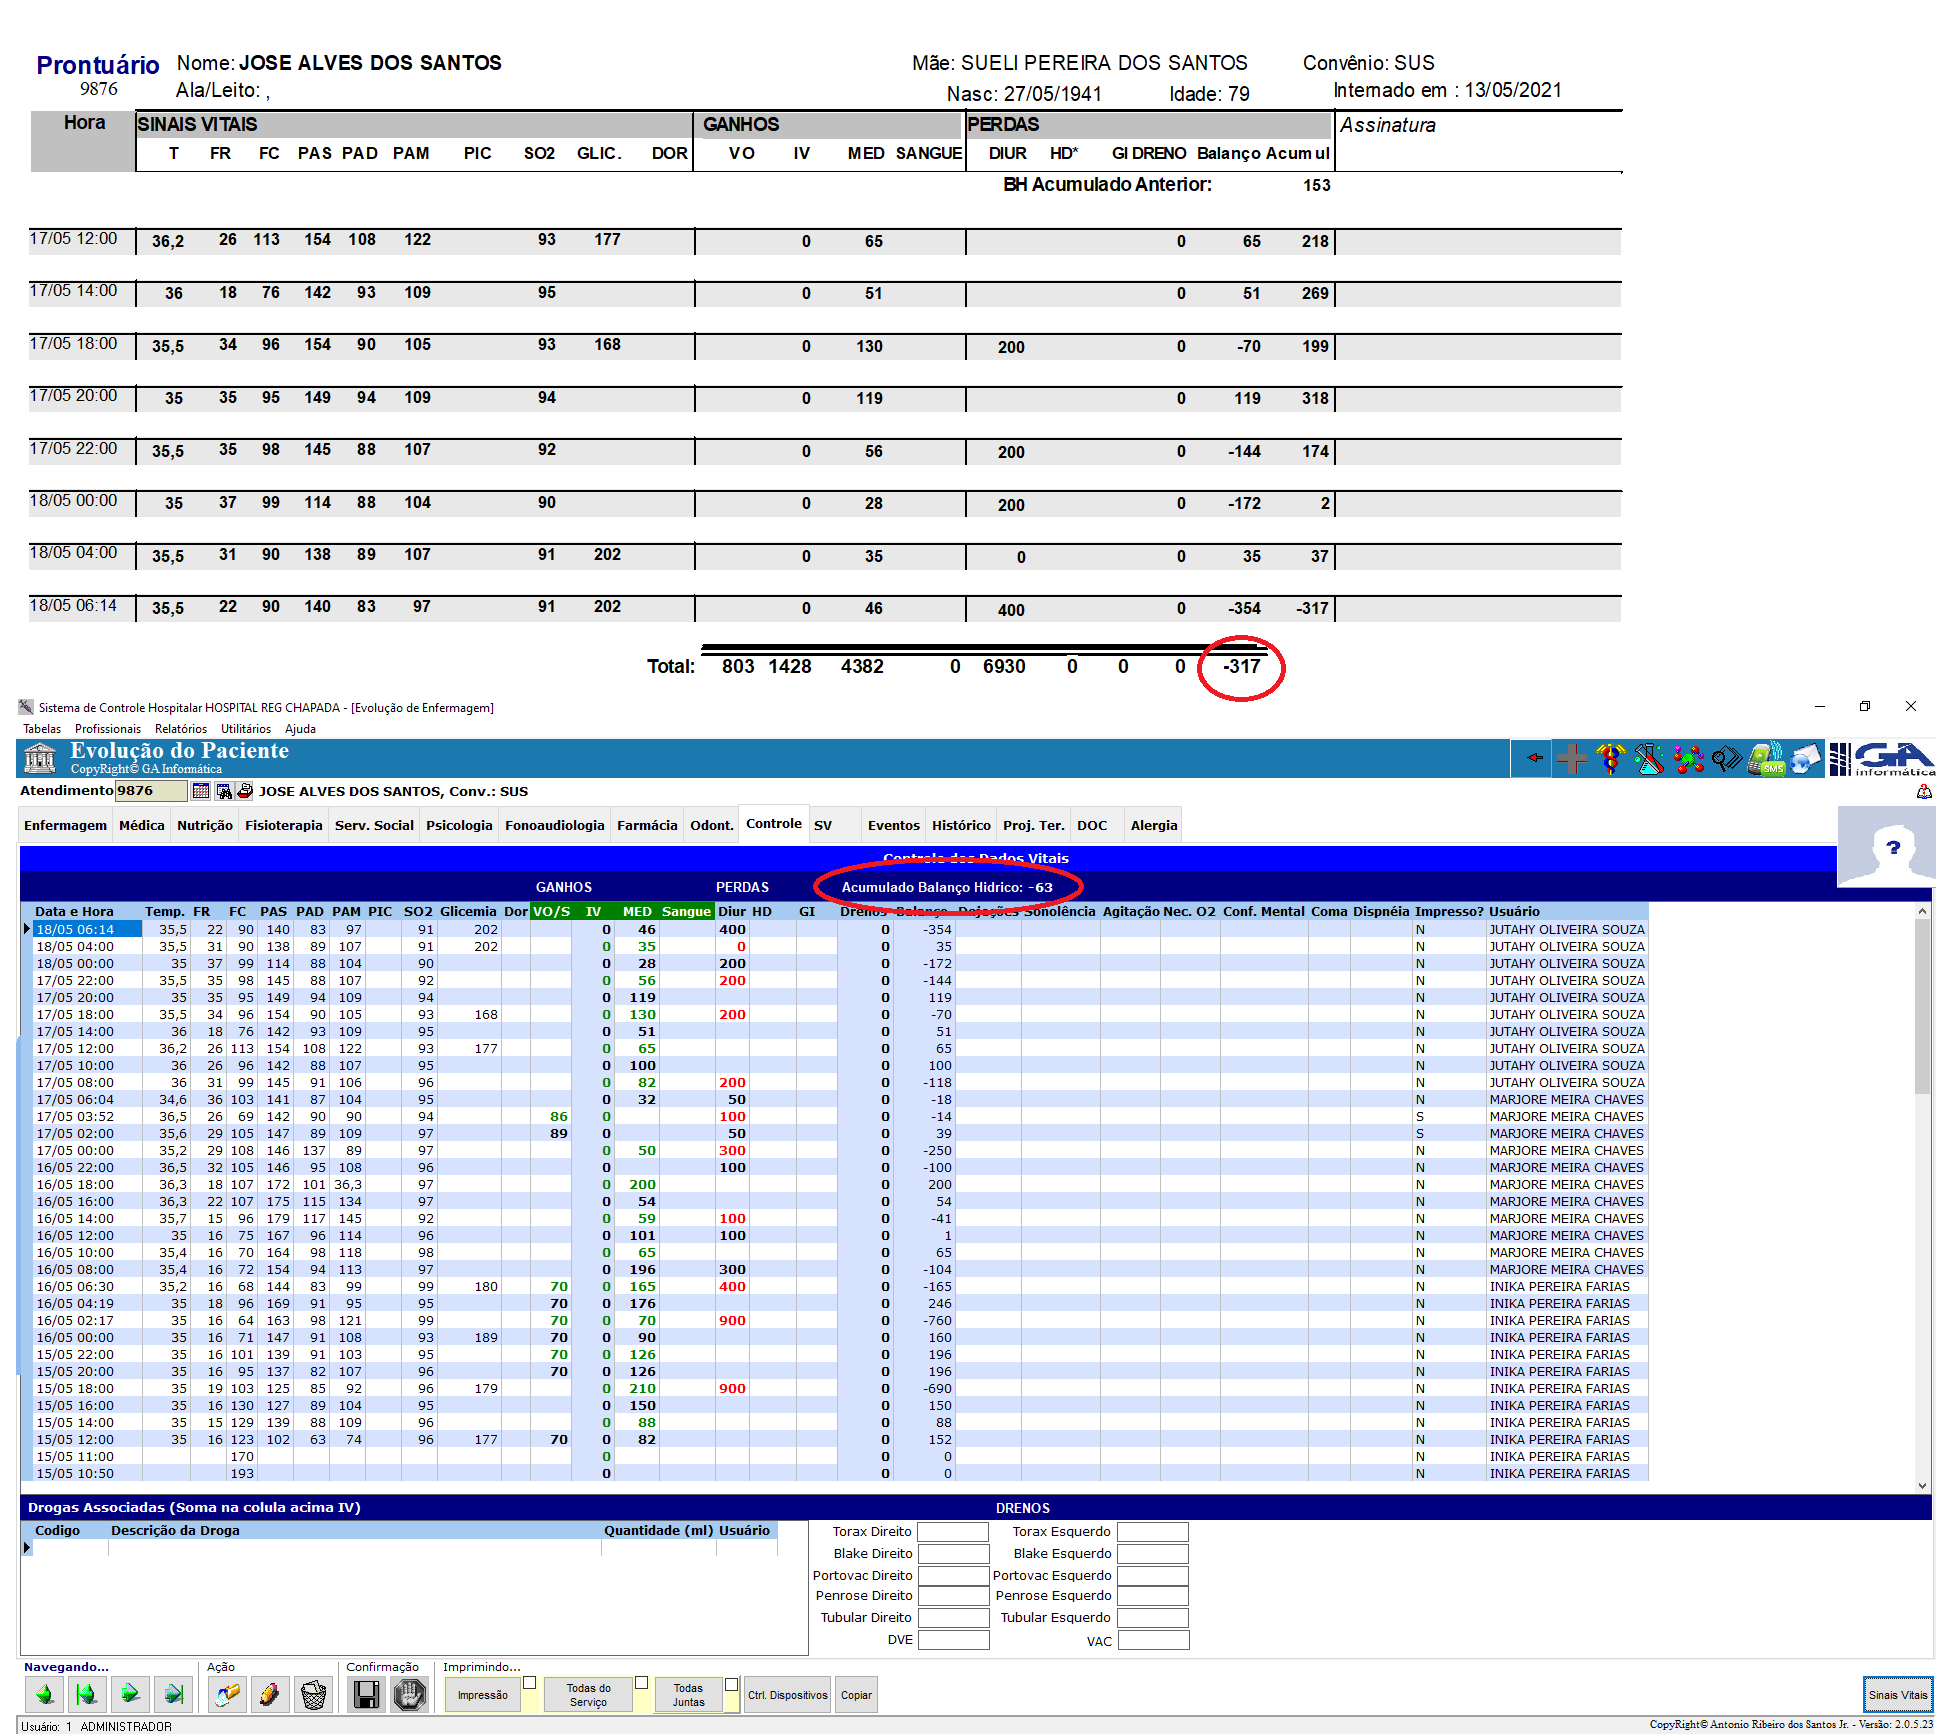 Prontuário Nome: JOSE ALVES DOS SANTOS Mãe: SUELI PEREIRA DOS SANTOS Convênio: SUS
9876 Ala/Leito: , Nasc: 27/05/1941 Idade: 79 Internado em : 13/05/2021
Hora SINAIS VITAIS GANHOS PERDAS Assinatura
T FR FC PAS PAD PAM PIC SO2 GLIC. DOR VO IV MED SANGUE DIUR HD* GI DRENO Balanço Acumul
BH Acumulado Anterior: 153
17/05 12:00 36,2 26 113 154 108 122 93 177 0 65 0 65 218
17/05 14:00 36 18 76 142 93 109 95 0 51 0 51 269
17/05 18:00 35,5 34 96 154 90 105 93 168 0 130 200 0 -70 199
17/05 20:00 35 35 95 149 94 109 94 0 119 0 119 318
17/05 22:00 35,5 35 98 145 88 107 92 0 56 200 0 -144 174
18/05 00:00 35 37 99 114 88 104 90 0 28 200 0 -172 2
18/05 04:00 35,5 31 90 138 89 107 91 202 0 35 0 0 35 37
18/05 06:14 35,5 22 90 140 83 97 91 202 0 46 400 0 -354 -317
Total: 803 1428 4382 0 6930 0 0 0 -317
Sistema de Controle Hospitalar HOSPITAL REG CHAPADA - [Evolução de Enfermagem]
Tabelas Profissionais Relatórios Utilitários Ajuda
Evolução do Paciente
CopyRight© GA Informática
SMS
GA informática
Atendimento 9876 JOSE ALVES DOS SANTOS, Conv.: SUS
Enfermagem Médica Nutrição Fisioterapia Serv. Social Psicologia Fonoaudiologia Farmácia Odont. Controle SV Eventos Histórico Proj. Ter. DOC Alergia
Controle dos Dados Vitais
?
GANHOS PERDAS Acumulado Balanço Hidrico: -63
Data e Hora Temp. FR FC PAS PAD PAM PIC SO2 Glicemia Dor VO/S IV MED Sangue Diur HD GI Drenos Balanço Dejações Sonolência Agitação Nec. O2 Conf. Mental Coma Dispnéia Impresso? Usuário
18/05 06:14 35,5 22 90 140 83 97 91 202 0 46 400 0 -354 N JUTAHY OLIVEIRA SOUZA
18/05 04:00 35,5 31 90 138 89 107 91 202 0 35 0 0 35 N JUTAHY OLIVEIRA SOUZA
18/05 00:00 35 37 99 114 88 104 90 0 28 200 0 -172 N JUTAHY OLIVEIRA SOUZA
17/05 22:00 35,5 35 98 145 88 107 92 0 56 200 0 -144 N JUTAHY OLIVEIRA SOUZA
17/05 20:00 35 35 95 149 94 109 94 0 119 0 119 N JUTAHY OLIVEIRA SOUZA
17/05 18:00 35,5 34 96 154 90 105 93 168 0 130 200 0 -70 N JUTAHY OLIVEIRA SOUZA
17/05 14:00 36 18 76 142 93 109 95 0 51 0 51 N JUTAHY OLIVEIRA SOUZA
17/05 12:00 36,2 26 113 154 108 122 93 177 0 65 0 65 N JUTAHY OLIVEIRA SOUZA
17/05 10:00 36 26 96 142 88 107 95 0 100 0 100 N JUTAHY OLIVEIRA SOUZA
17/05 08:00 36 31 99 145 91 106 96 0 82 200 0 -118 N JUTAHY OLIVEIRA SOUZA
17/05 06:04 34,6 36 103 141 87 104 95 0 32 50 0 -18 N MARJORE MEIRA CHAVES
17/05 03:52 36,5 26 69 142 90 90 94 86 0 100 0 -14 S MARJORE MEIRA CHAVES
17/05 02:00 35,6 29 105 147 89 109 97 89 0 50 0 39 S MARJORE MEIRA CHAVES
17/05 00:00 35,2 29 108 146 137 89 97 0 50 300 0 -250 N MARJORE MEIRA CHAVES
16/05 22:00 36,5 32 105 146 95 108 96 0 100 0 -100 N MARJORE MEIRA CHAVES
16/05 18:00 36,3 18 107 172 101 36,3 97 0 200 0 200 N MARJORE MEIRA CHAVES
16/05 16:00 36,3 22 107 175 115 134 97 0 54 0 54 N MARJORE MEIRA CHAVES
16/05 14:00 35,7 15 96 179 117 145 92 0 59 100 0 -41 N MARJORE MEIRA CHAVES
16/05 12:00 35 16 75 167 96 114 96 0 101 100 0 1 N MARJORE MEIRA CHAVES
16/05 10:00 35,4 16 70 164 98 118 98 0 65 0 65 N MARJORE MEIRA CHAVES
16/05 08:00 35,4 16 72 154 94 113 97 0 196 300 0 -104 N MARJORE MEIRA CHAVES
16/05 06:30 35,2 16 68 144 83 99 99 180 70 0 165 400 0 -165 N INIKA PEREIRA FARIAS
16/05 04:19 35 18 96 169 91 95 95 70 0 176 0 246 N INIKA PEREIRA FARIAS
16/05 02:17 35 16 64 163 98 121 99 70 0 70 900 0 -760 N INIKA PEREIRA FARIAS
16/05 00:00 35 16 71 147 91 108 93 189 70 0 90 0 160 N INIKA PEREIRA FARIAS
15/05 22:00 35 16 101 139 91 103 95 70 0 126 0 196 N INIKA PEREIRA FARIAS
15/05 20:00 35 16 95 137 82 107 96 70 0 126 0 196 N INIKA PEREIRA FARIAS
15/05 18:00 35 19 103 125 85 92 96 179 0 210 900 0 -690 N INIKA PEREIRA FARIAS
15/05 16:00 35 16 130 127 89 104 95 0 150 0 150 N INIKA PEREIRA FARIAS
15/05 14:00 35 15 129 139 88 109 96 0 88 0 88 N INIKA PEREIRA FARIAS
15/05 12:00 35 16 123 102 63 74 96 177 70 0 82 0 152 N INIKA PEREIRA FARIAS
15/05 11:00 170 0 0 0 N INIKA PEREIRA FARIAS
15/05 10:50 193 0 0 0 N INIKA PEREIRA FARIAS
Drogas Associadas (Soma na colula acima IV) DRENOS
Codigo Descrição da Droga Quantidade (ml) Usuário
Torax Direito Torax Esquerdo
Blake Direito Blake Esquerdo
Portovac Direito Portovac Esquerdo
Penrose Direito Penrose Esquerdo
Tubular Direito Tubular Esquerdo
DVE VAC
Navegando... Ação Confirmação Imprimindo...
Impressão Todas do Serviço Todas Juntas Ctrl. Dispositivos Copiar Sinais Vitais
Usuário: 1 ADMINISTRADOR CopyRight© Antonio Ribeiro dos Santos Jr. - Versão: 2.0.5.23